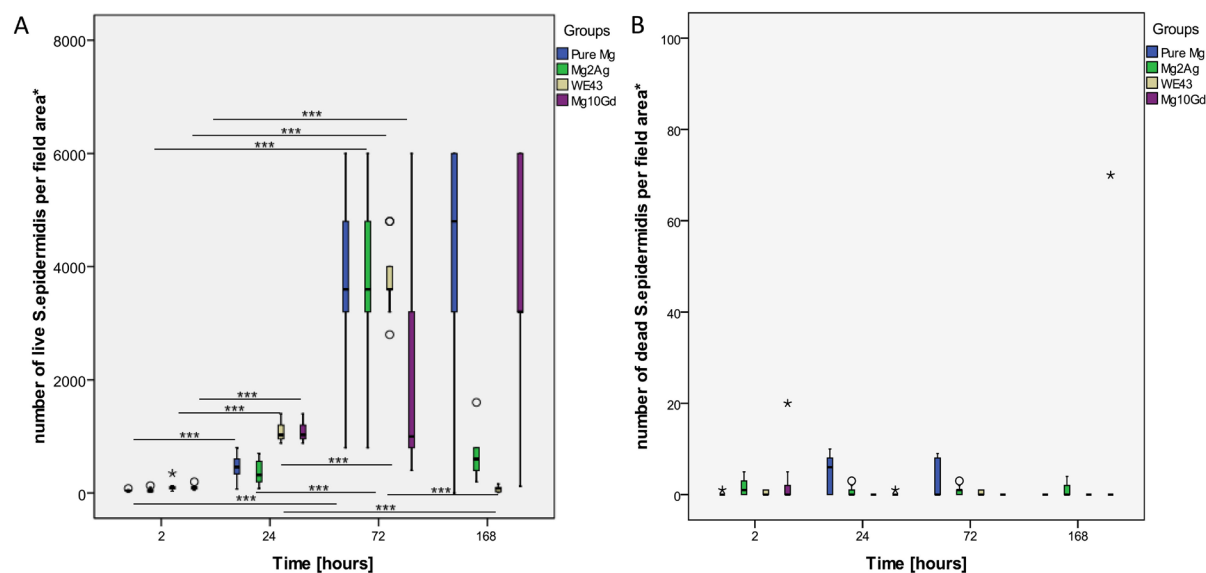 A
number of live S.epidermidis per field area*
8000
6000
4000
2000
0
***
***
***
***
***
***
***
***
***
***
***
2
24
72
168
Time [hours]
Groups
Pure Mg
Mg2Ag
WE43
Mg10Gd
B
number of dead S.epidermidis per field area*
100
80
60
40
20
0
2
24
72
168
Time [hours]
Groups
Pure Mg
Mg2Ag
WE43
Mg10Gd